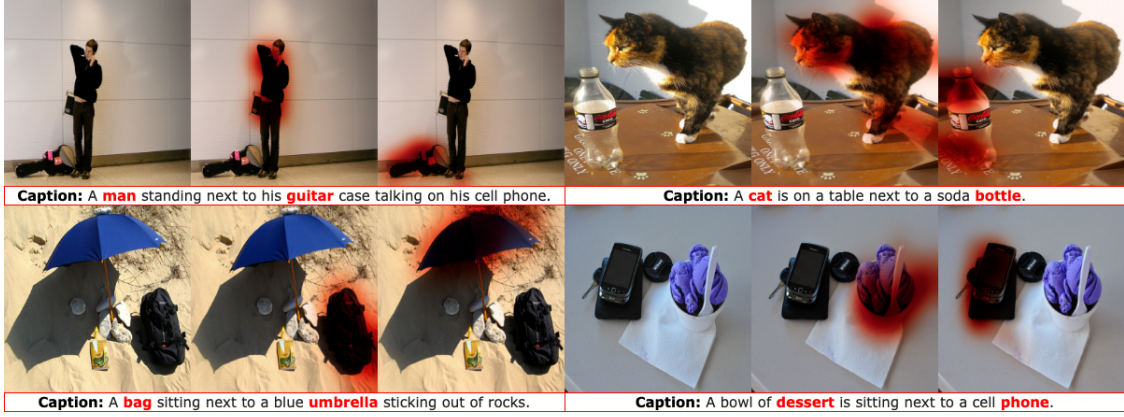 Caption: A man standing next to his guitar case talking on his cell phone.
Caption: A cat is on a table next to a soda bottle.
Caption: A bag sitting next to a blue umbrella sticking out of rocks.
Caption: A bowl of dessert is sitting next to a cell phone.